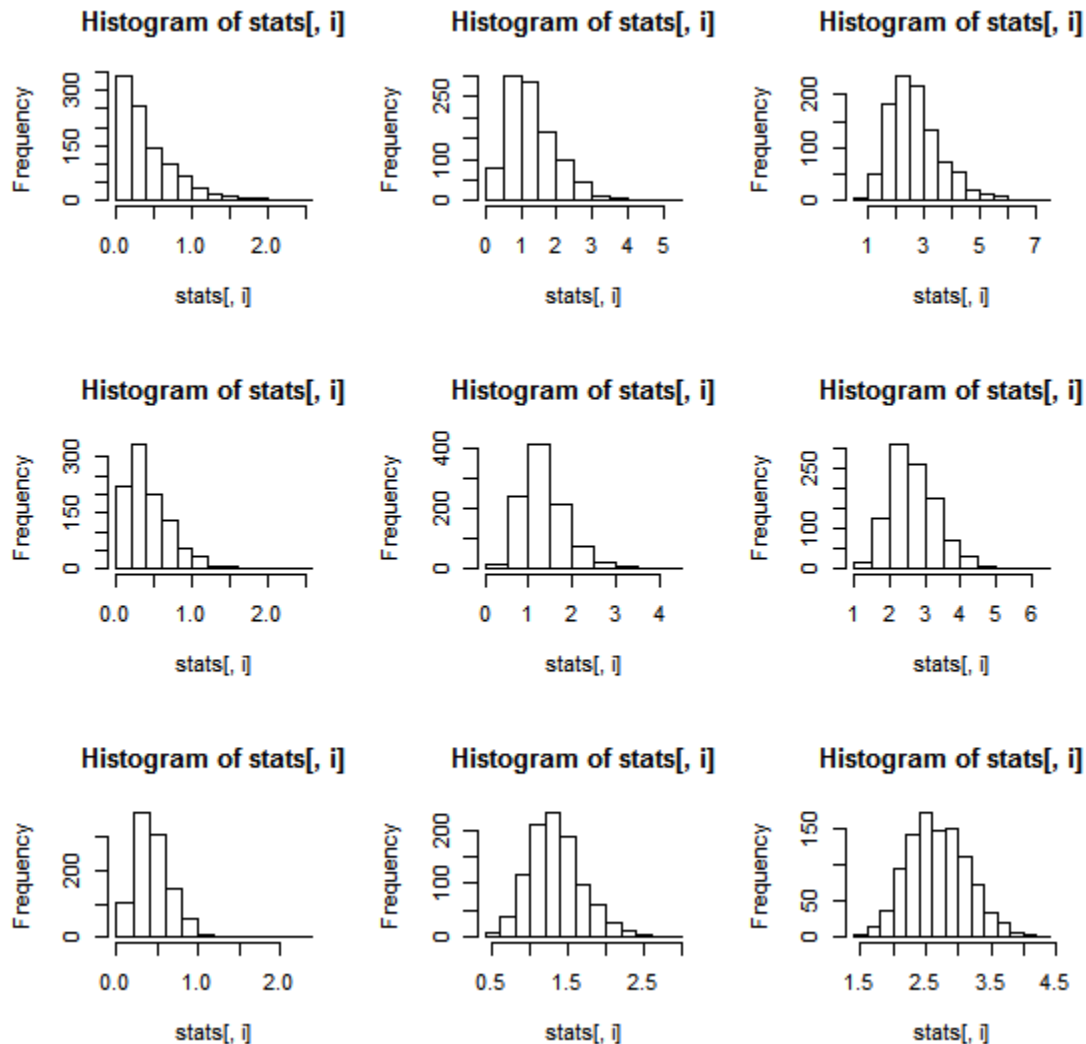 Histogram of stats[, i]
Frequency
0 150 300
0.0 1.0 2.0
stats[, i]
Histogram of stats[, i]
Frequency
0 100 250
0 1 2 3 4 5
stats[, i]
Histogram of stats[, i]
Frequency
0 100 200
1 3 5 7
stats[, i]
Histogram of stats[, i]
Frequency
0 150 300
0.0 1.0 2.0
stats[, i]
Histogram of stats[, i]
Frequency
0 200 400
0 1 2 3 4
stats[, i]
Histogram of stats[, i]
Frequency
0 100 250
1 2 3 4 5 6
stats[, i]
Histogram of stats[, i]
Frequency
0 200
0.0 1.0 2.0
stats[, i]
Histogram of stats[, i]
Frequency
0 100 200
0.5 1.5 2.5
stats[, i]
Histogram of stats[, i]
Frequency
0 50 150
1.5 2.5 3.5 4.5
stats[, i]